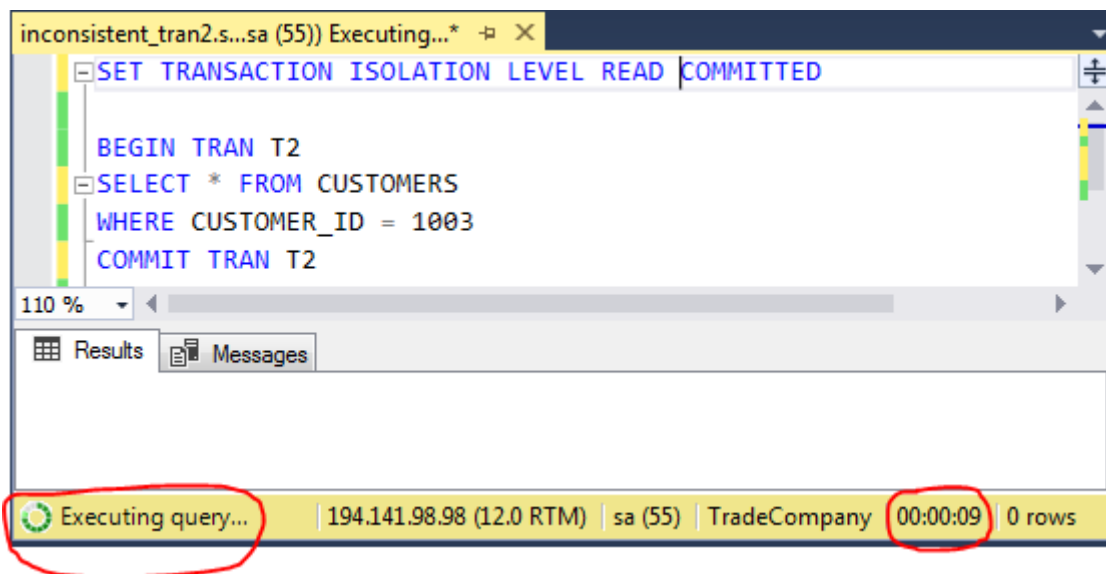 inconsistent_tran2.s...sa (55)) Executing...*
SET TRANSACTION ISOLATION LEVEL READ COMMITTED
BEGIN TRAN T2
SELECT * FROM CUSTOMERS
WHERE CUSTOMER_ID = 1003
COMMIT TRAN T2
110 %
Results Messages
Executing query... 194.141.98.98 (12.0 RTM) sa (55) TradeCompany 00:00:09 0 rows